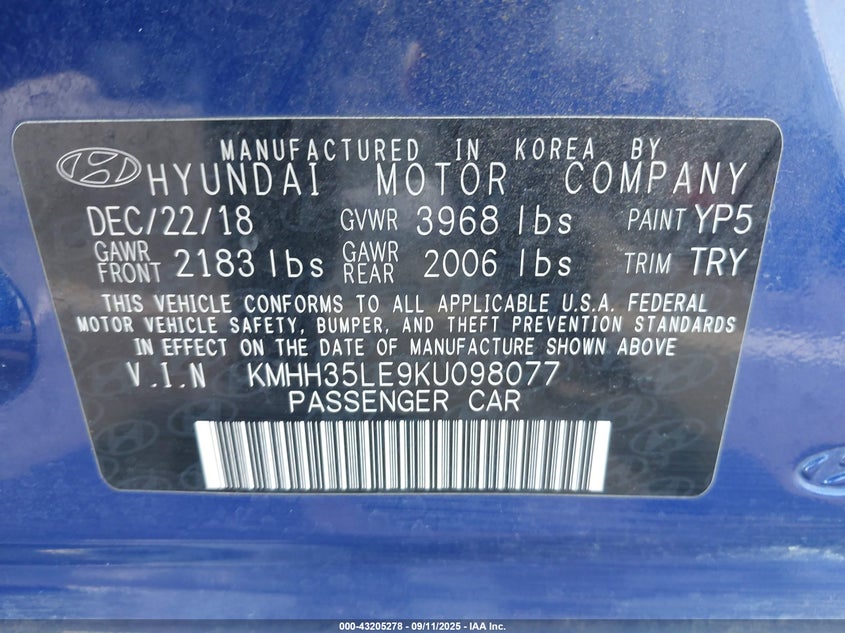 MANUFACTURED IN KOREA BY
HYUNDAI MOTOR COMPANY
DEC/22/18 GVWR 3968 lbs PAINT YP5
GAWR FRONT 2183 lbs GAWR REAR 2006 lbs TRIM TRY
THIS VEHICLE CONFORMS TO ALL APPLICABLE U.S.A. FEDERAL
MOTOR VEHICLE SAFETY, BUMPER, AND THEFT PREVENTION STANDARDS
IN EFFECT ON THE DATE OF MANUFACTURE SHOWN ABOVE
V.I.N KMHH35LE9KU098077
PASSENGER CAR
000-43205278 - 09/11/2025 - IAA Inc.